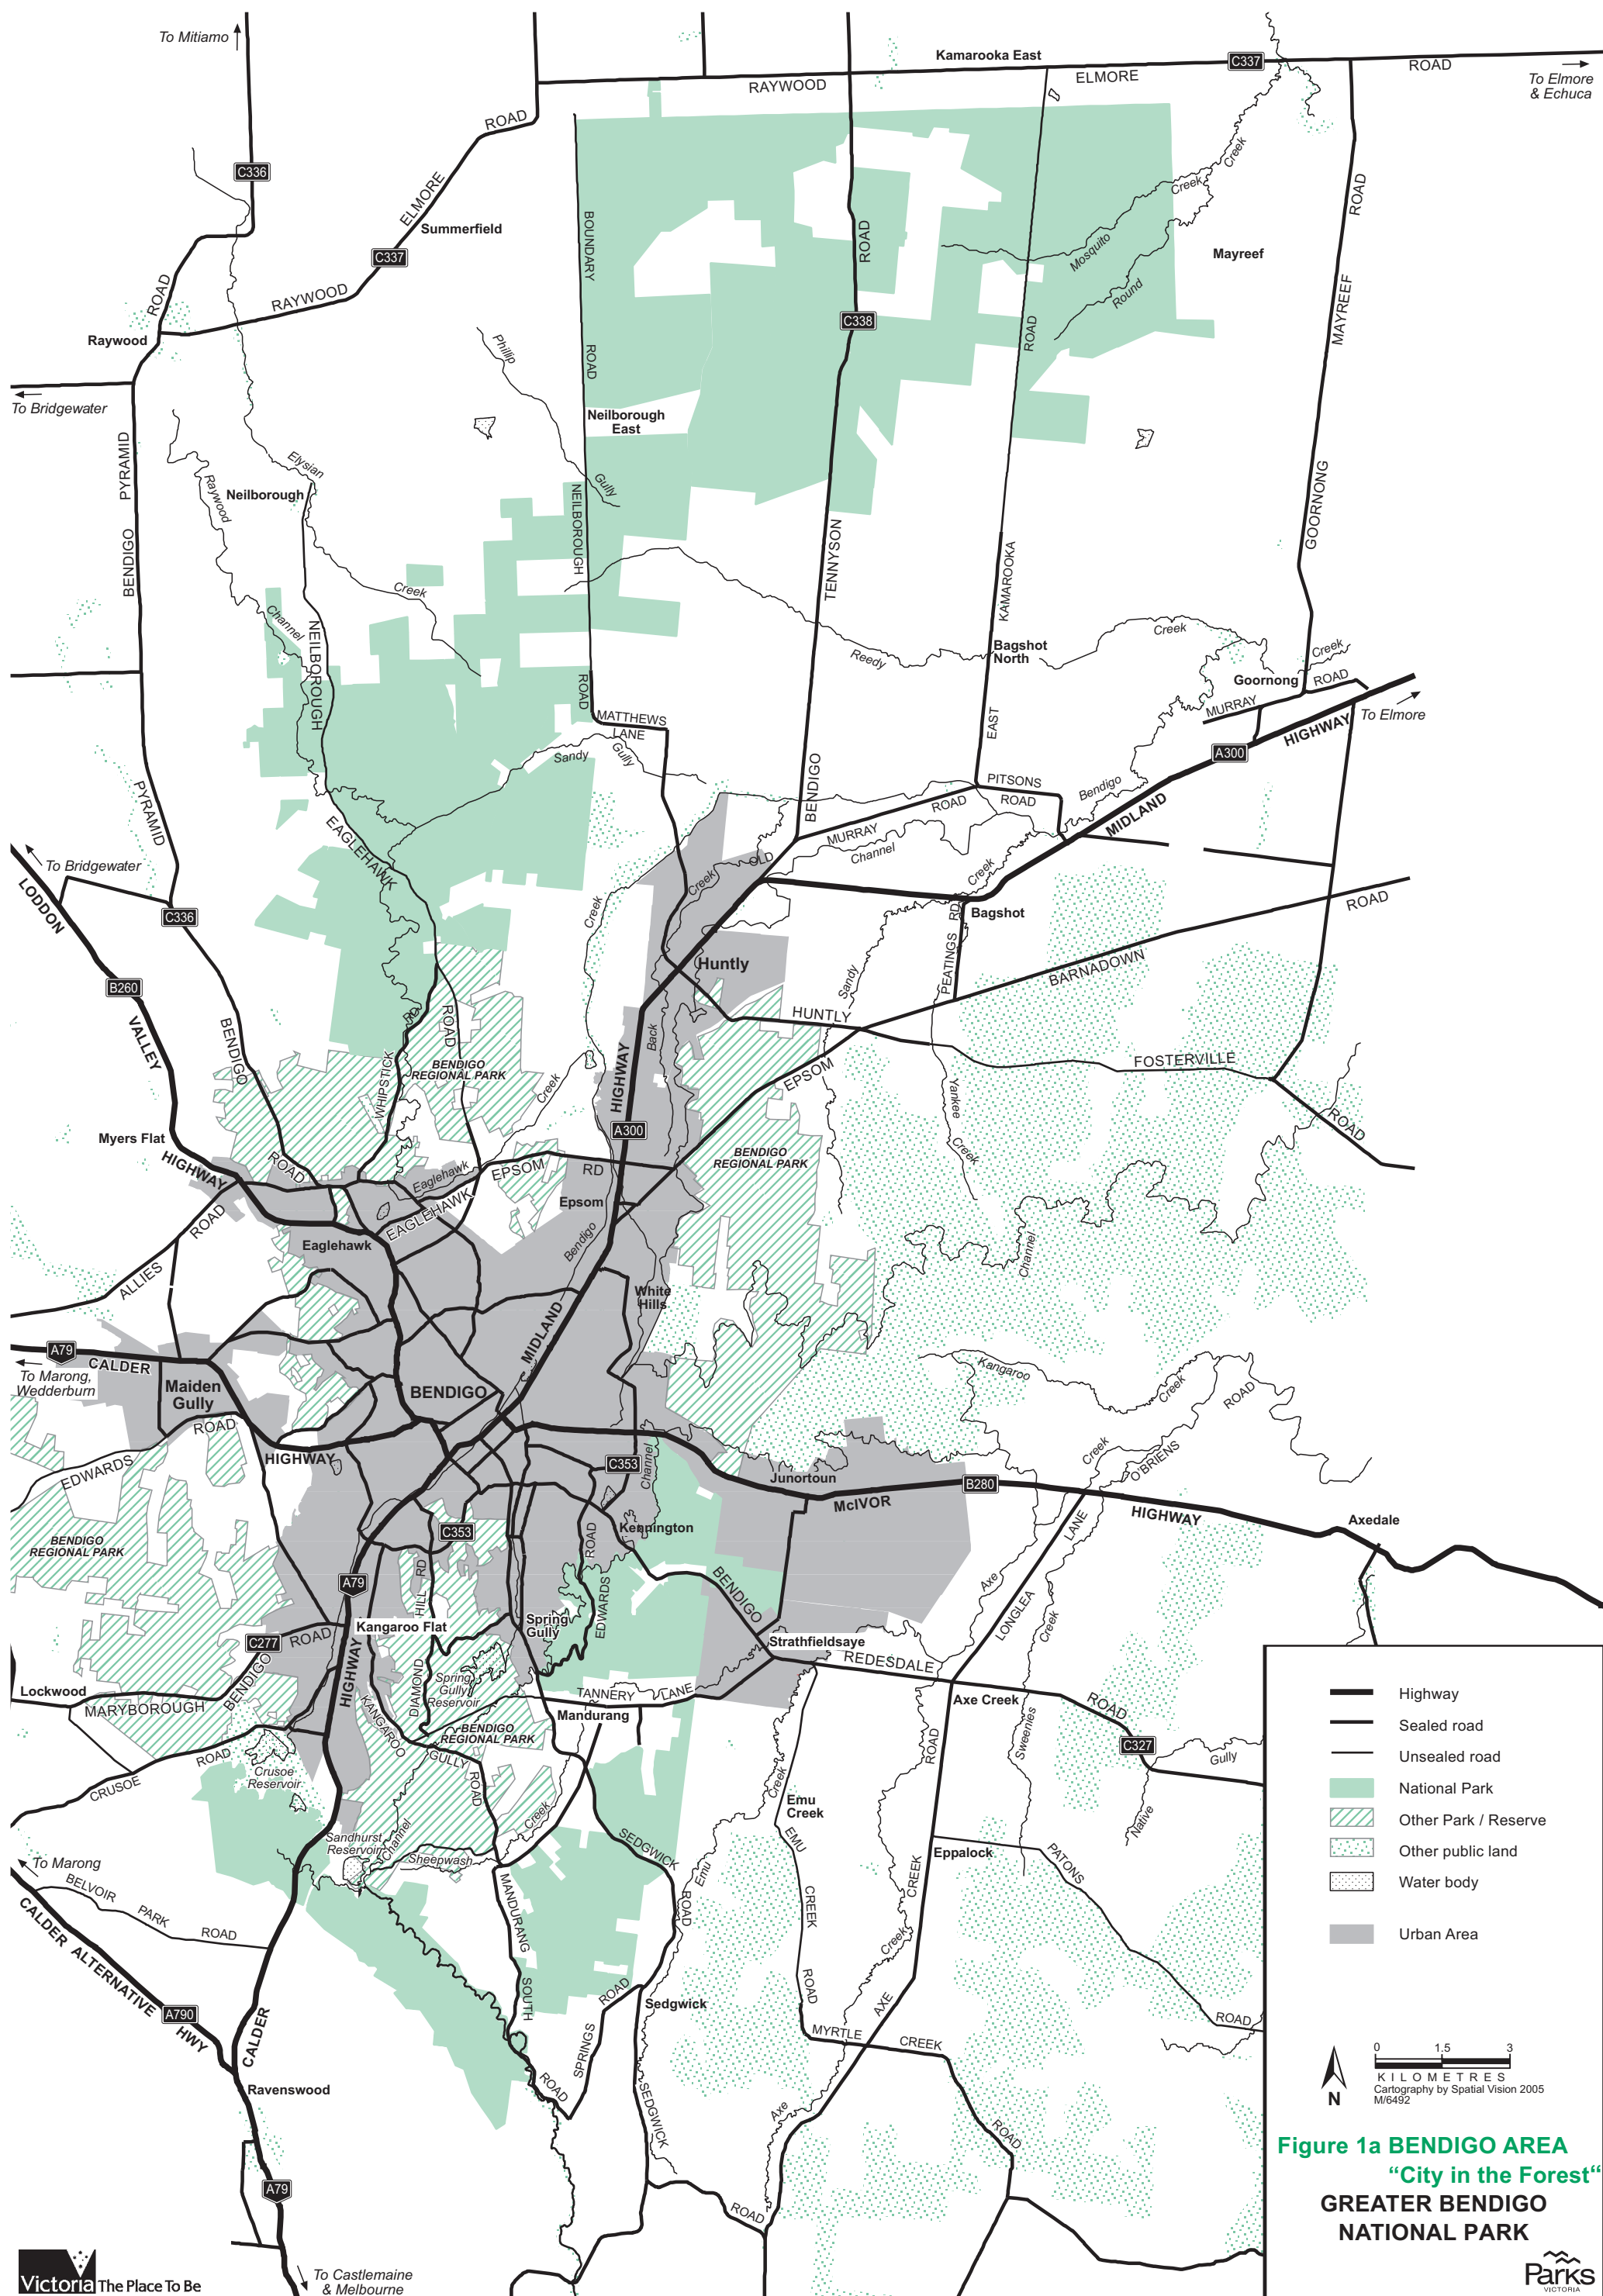 To Mitiamo
Kamarooka East
C337
ROAD
RAYWOOD
ELMORE
To Elmore
& Echuca
ROAD
C336
ELMORE
Summerfield
C337
BOUNDARY
ROAD
Creek
Creek
ROAD
Mosquito
Mayreef
Round
ROAD
RAYWOOD
Raywood
C338
ROAD
MAYREEF
Phillip
ROAD
To Bridgewater
Neilborough
East
PYRAMID
Elysian
Raywood
Neilborough
Gully
NEILBOROUGH
GOORNONG
BENDIGO
TENNYSON
KAMAROOKA
Creek
Channel
NEILBOROUGH
Creek
Reedy
Bagshot
North
Creek
Goornong
ROAD
MURRAY
To Elmore
ROAD
MATTHEWS
LANE
EAST
HIGHWAY
A300
Sandy
Gully
PITSONS
ROAD
ROAD
Bendigo
MIDLAND
PYRAMID
BENDIGO
MURRAY
Channel
EAGLEHAWK
OLD
To Bridgewater
Creek
Creek
LODDON
C336
Creek
RD
Bagshot
ROAD
Huntly
BARNADOWN
PEATINGS
Sandy
B260
VALLEY
BENDIGO
RD
ROAD
HUNTLY
Back
FOSTERVILLE
BENDIGO
REGIONAL PARK
WHIPSTICK
Creek
HIGHWAY
EPSOM
Yankee
Creek
ROAD
A300
Myers Flat
HIGHWAY
ROAD
BENDIGO
REGIONAL PARK
EPSOM
RD
Eaglehawk
EAGLEHAWK
Epsom
ROAD
Eaglehawk
Bendigo
Channel
ALLIES
White
Hills
MIDLAND
A79
CALDER
To Marong,
Wedderburn
Maiden
Gully
BENDIGO
Kangaroo
Creek
ROAD
ROAD
HIGHWAY
EDWARDS
C353
Channel
Junortoun
McIVOR
B280
Creek
O'BRIENS
HIGHWAY
Axedale
C353
Kennington
ROAD
LANE
BENDIGO
REGIONAL PARK
A79
HILL RD
EDWARDS
BENDIGO
Axe
LONGLEA
Creek
C277
ROAD
Kangaroo Flat
Spring
Gully
Strathfieldsaye
REDESDALE
Lockwood
BENDIGO
HIGHWAY
DIAMOND
Spring
Gully
Reservoir
TANNERY
LANE
Axe Creek
ROAD
MARYBOROUGH
KANGAROO
Mandurang
BENDIGO
REGIONAL PARK
GULLY
ROAD
ROAD
Sweenies
C327
Gully
ROAD
Crusoe
Reservoir
CRUSOE
Creek
Creek
Emu
Creek
Native
Sandhurst
Reservoir
Channel
Sheepwash
SEDGWICK
EMU
Eppalock
PATONS
To Marong
BELVOIR
PARK
ROAD
Emu
MANDURANG
ROAD
CREEK
CREEK
Creek
CALDER ALTERNATIVE
HWY
A790
CALDER
SOUTH
ROAD
SPRINGS
Sedgwick
ROAD
AXE
ROAD
MYRTLE
CREEK
Ravenswood
ROAD
SEDGWICK
Axe
ROAD
A79
ROAD
To Castlemaine
& Melbourne
Victoria The Place To Be
Highway
Sealed road
Unsealed road
National Park
Other Park / Reserve
Other public land
Water body
Urban Area
0 1.5 3
KILOMETRES
Cartography by Spatial Vision 2005
M/6492
N
Figure 1a BENDIGO AREA
“City in the Forest“
GREATER BENDIGO
NATIONAL PARK
Parks
VICTORIA